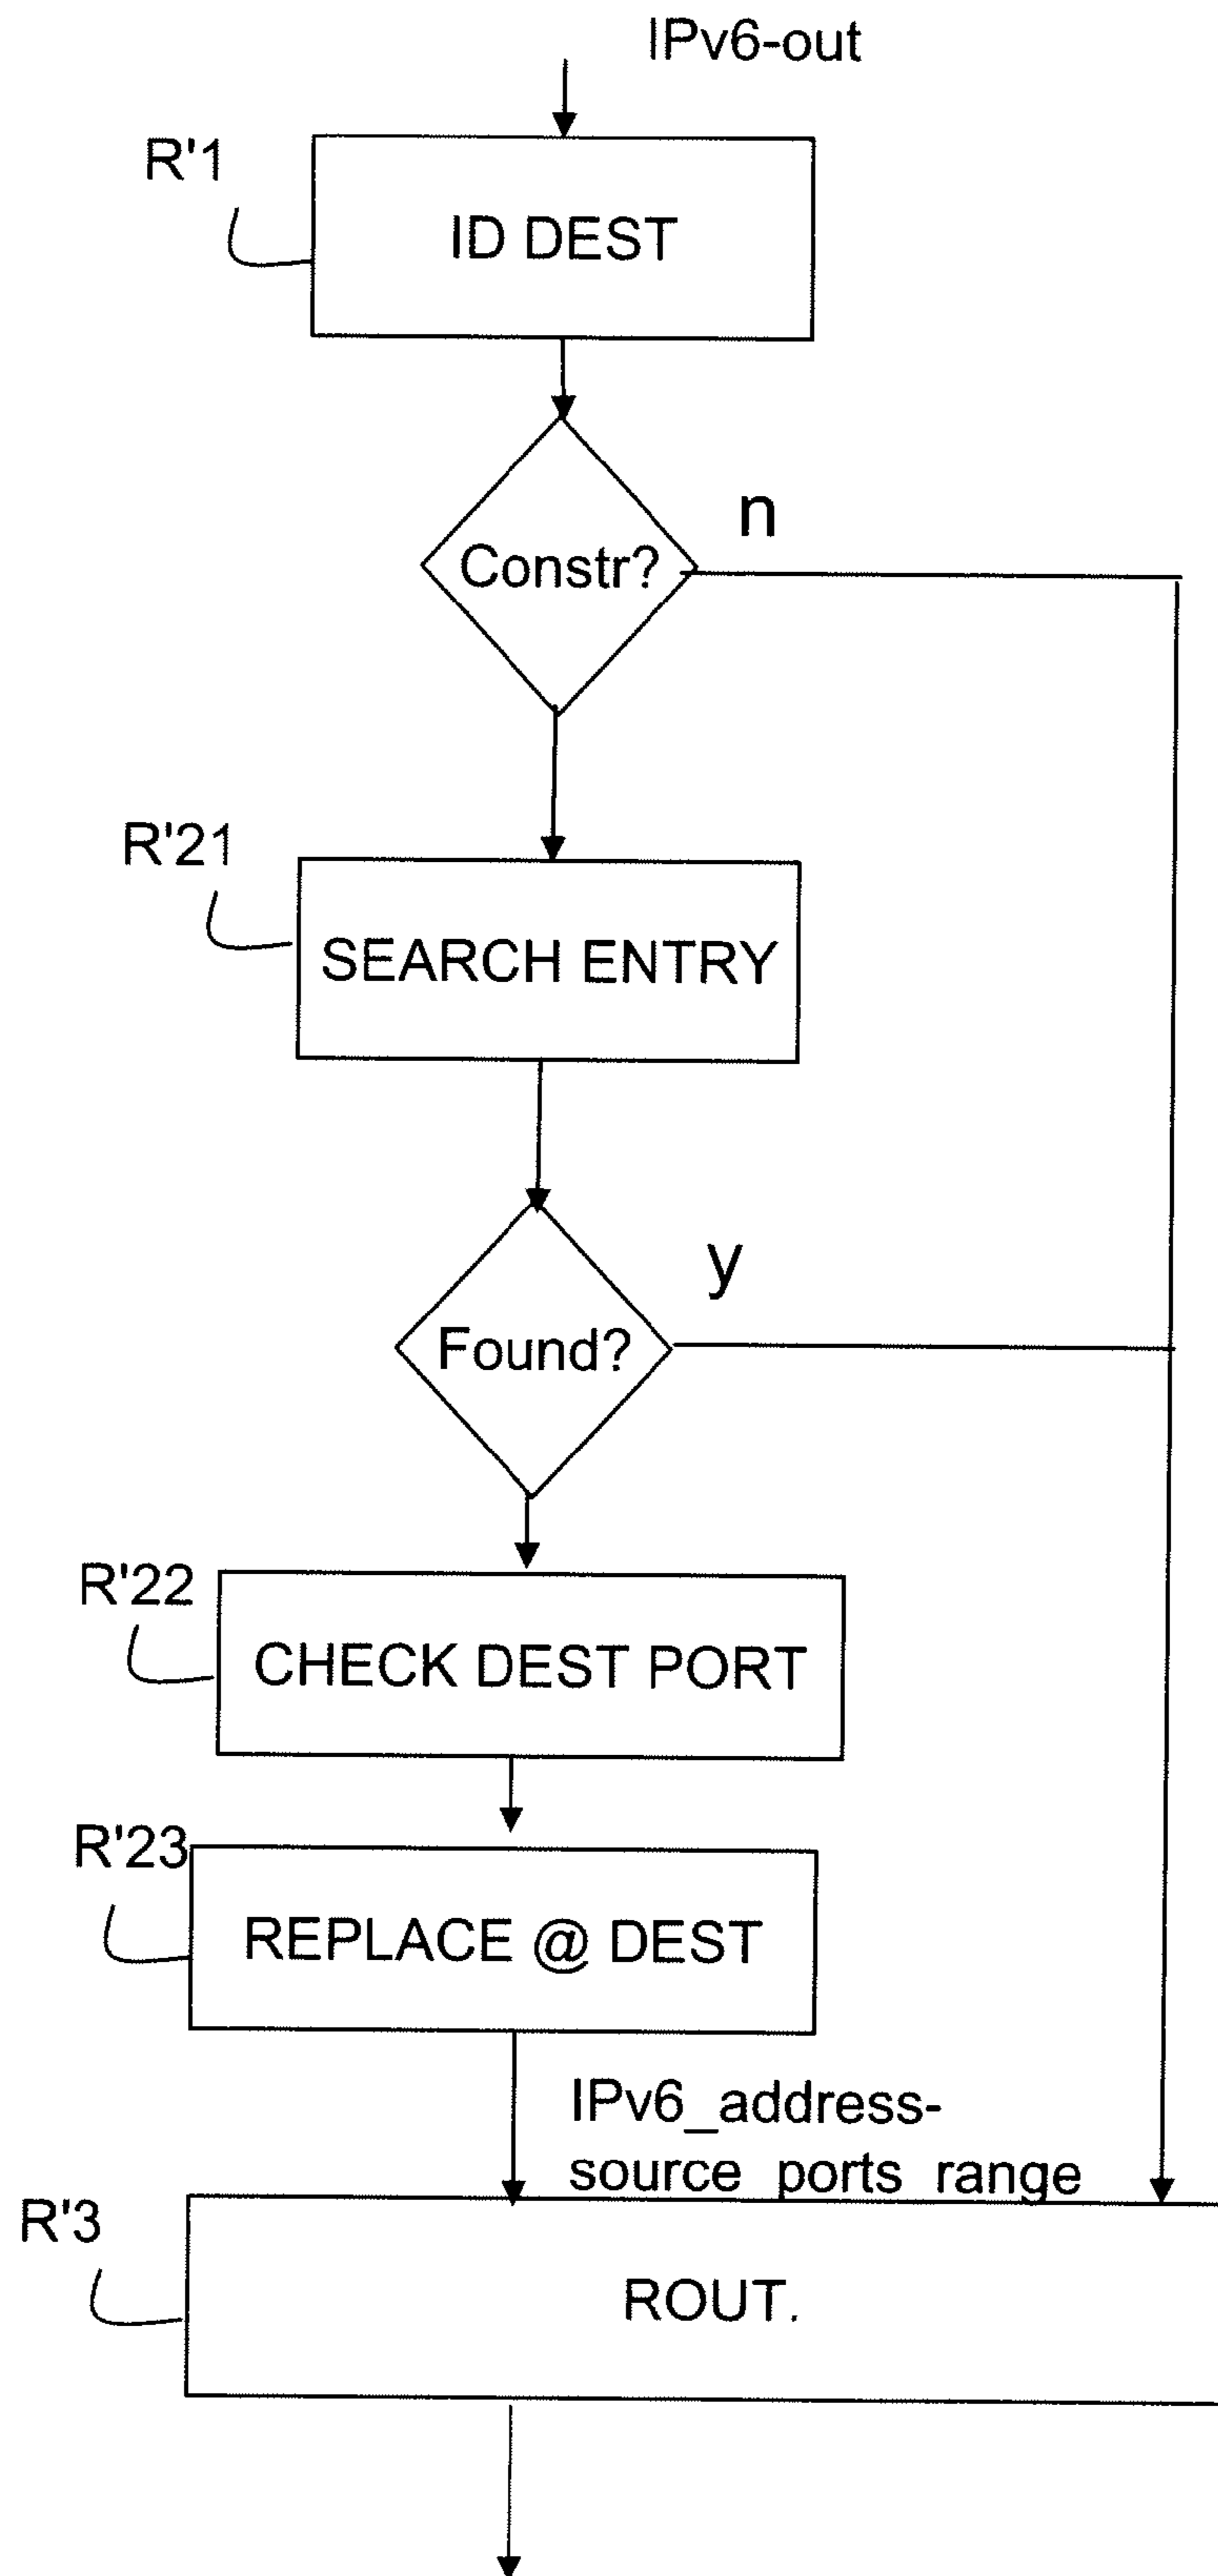 IPv6-out
R'1
ID DEST
n
Constr?
R'21
SEARCH ENTRY
y
Found?
R'22
CHECK DEST PORT
R'23
REPLACE @ DEST
IPv6_address-
source_ports_range
R'3
ROUT.